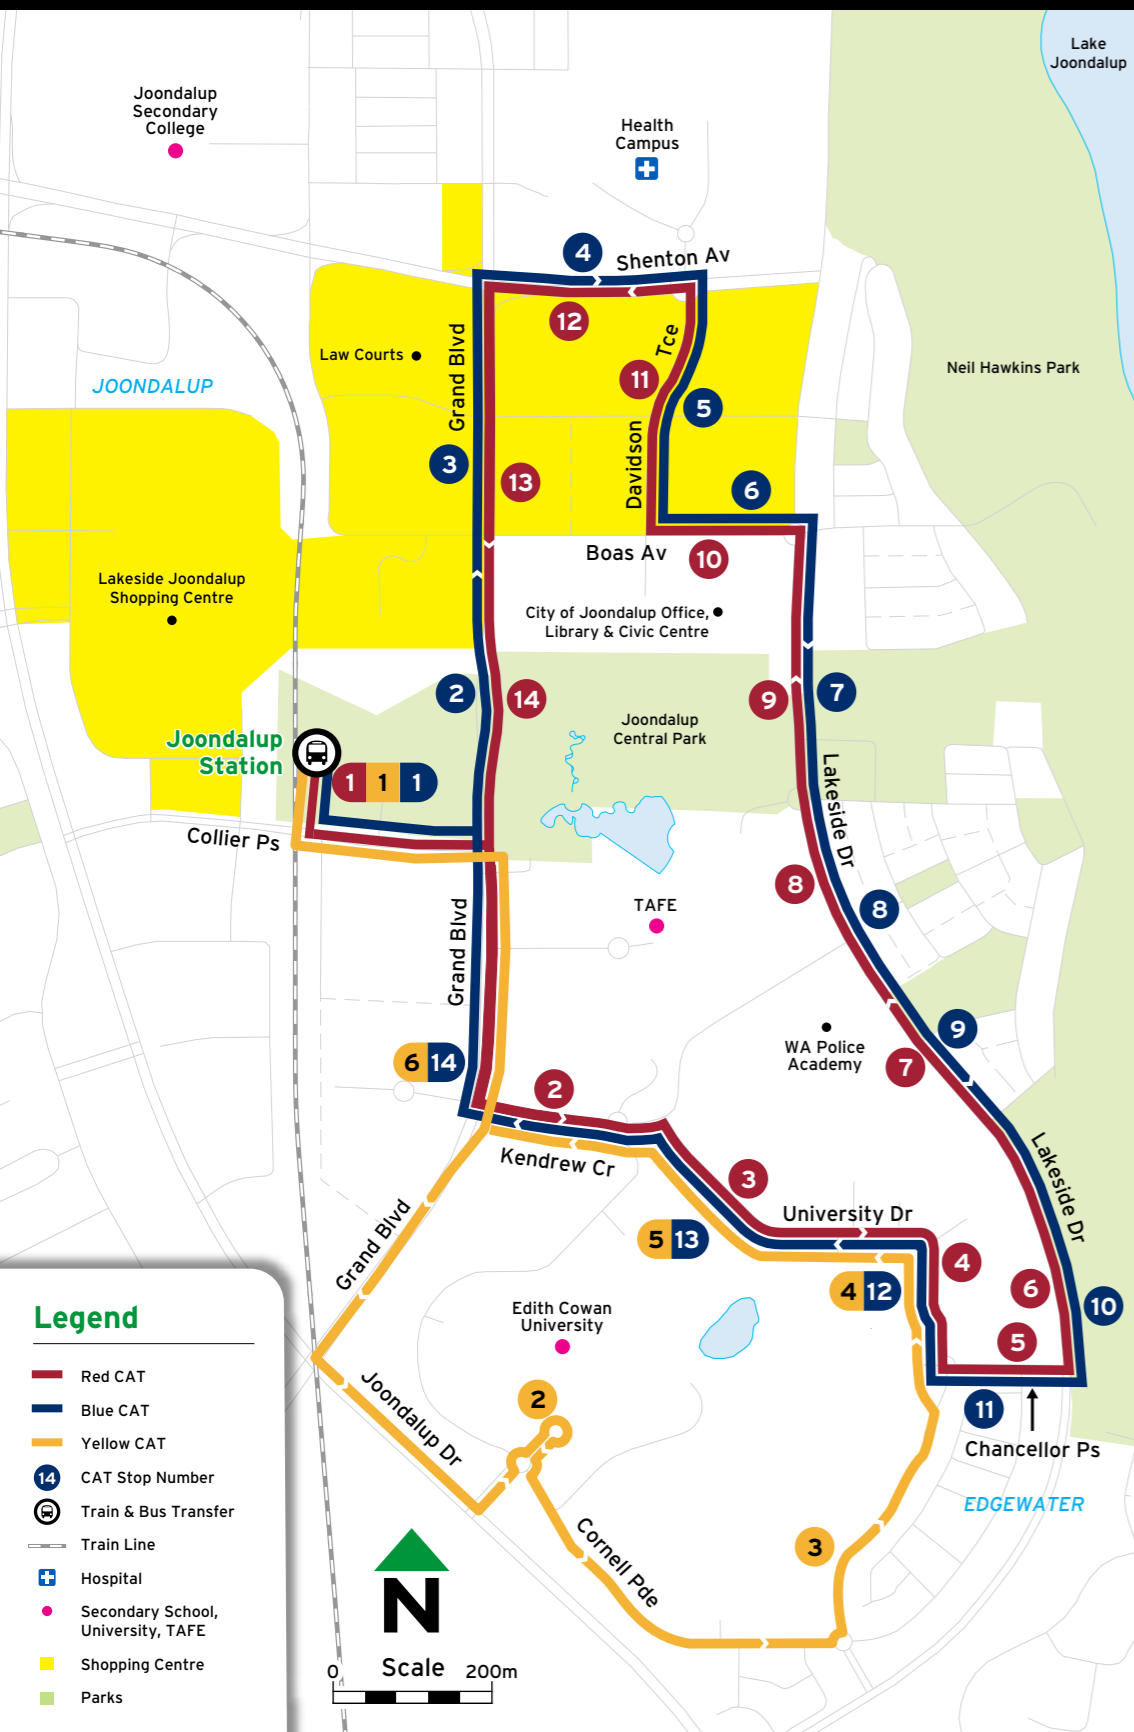 Lake
Joondalup
Joondalup
Secondary
College
Health
Campus
4
Shenton Av
12
Tce
Grand Blvd
Law Courts
11
Neil Hawkins Park
JOONDALUP
5
Davidson
3
13
6
Boas Av
10
Lakeside Joondalup
Shopping Centre
City of Joondalup Office,
Library & Civic Centre
2
14
9
7
Joondalup
Central Park
Joondalup
Station
1 1 1
Lakeside Dr
Collier Ps
8
8
TAFE
Grand Blvd
9
WA Police
Academy
7
6 14
2
Kendrew Cr
3
Lakeside Dr
University Dr
5 13
4
Grand Blvd
4 12
6
10
Edith Cowan
University
5
2
11
Joondalup Dr
Chancellor Ps
EDGEWATER
3
Cornell Pde
N
Scale
0 200m
Legend
Red CAT
Blue CAT
Yellow CAT
14 CAT Stop Number
Train & Bus Transfer
Train Line
Hospital
Secondary School,
University, TAFE
Shopping Centre
Parks